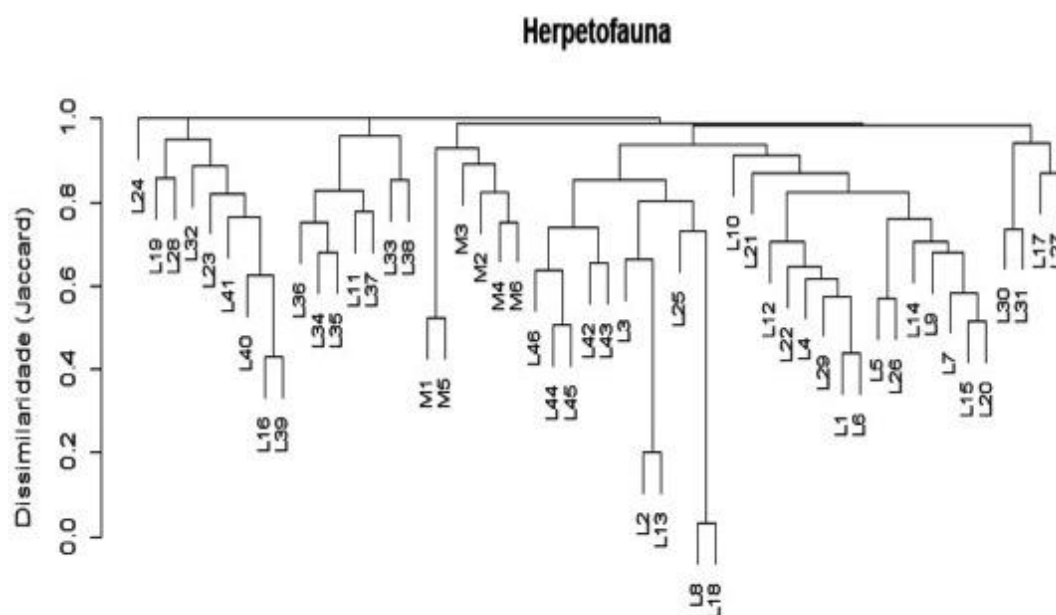 Herpetofauna
Dissimilaridade (Jaccard)
1.0
0.8
0.6
0.4
0.2
0.0
L24
L19
L28
L32
L23
L41
L40
L16
L39
L36
L34
L35
L11
L37
L33
L38
M1
M5
M3
M2
M4
M6
L46
L44
L45
L42
L43
L3
L2
L13
L25
L8
L18
L10
L21
L12
L22
L4
L29
L1
L6
L5
L26
L14
L9
L7
L15
L20
L30
L31
L17
L27